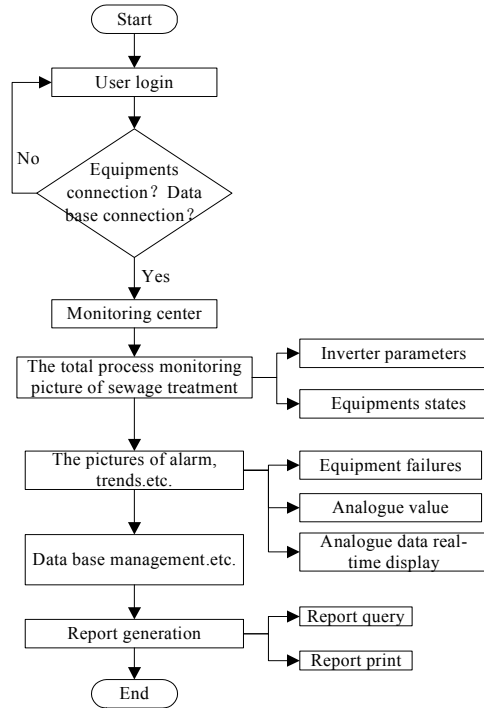 Start
User login
No
Equipments
connection? Data
base connection?
Yes
Monitoring center
The total process monitoring
picture of sewage treatment
Inverter parameters
Equipments states
The pictures of alarm,
trends.etc.
Equipment failures
Analogue value
Analogue data real-
time display
Data base management.etc.
Report generation
Report query
Report print
End